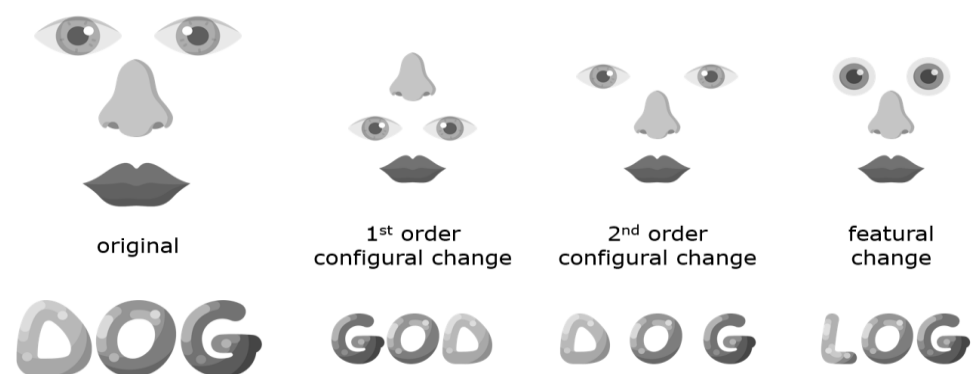 original
1st order
configural change
2nd order
configural change
featural
change
DOG
GOD
D O G
LOG